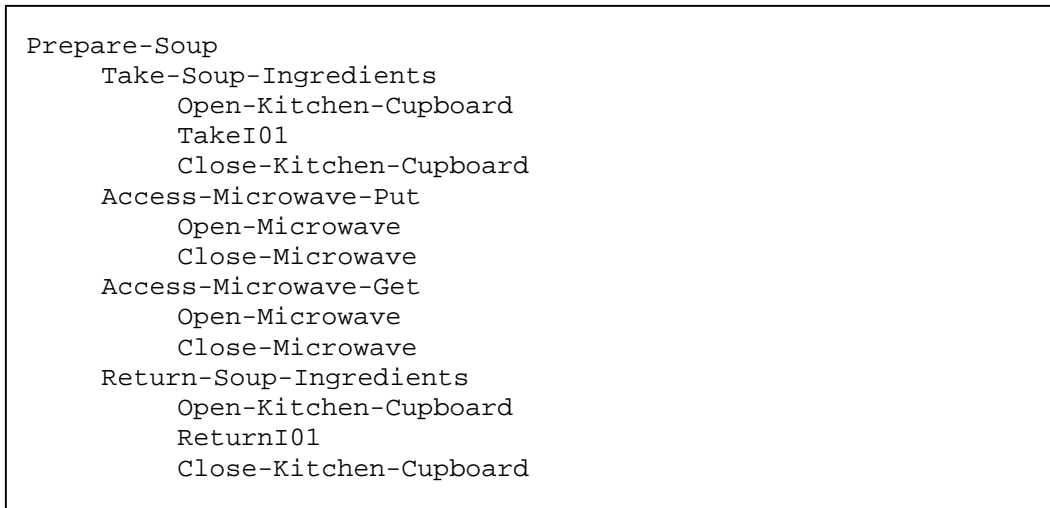 Prepare-Soup
Take-Soup-Ingredients
Open-Kitchen-Cupboard
TakeI01
Close-Kitchen-Cupboard
Access-Microwave-Put
Open-Microwave
Close-Microwave
Access-Microwave-Get
Open-Microwave
Close-Microwave
Return-Soup-Ingredients
Open-Kitchen-Cupboard
ReturnI01
Close-Kitchen-Cupboard